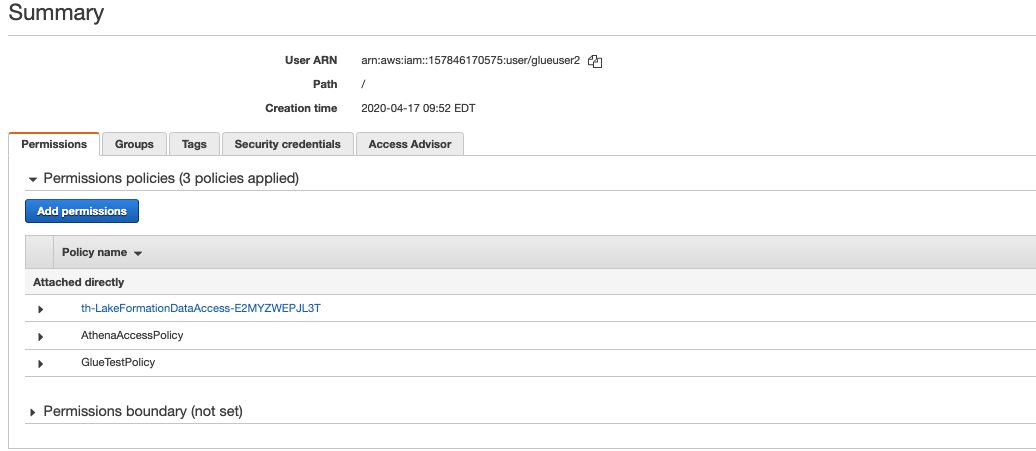 Summary
User ARN arn:aws:iam::157846170575:user/glueuser2
Path /
Creation time 2020-04-17 09:52 EDT
Permissions Groups Tags Security credentials Access Advisor
Permissions policies (3 policies applied)
Add permissions
Policy name
Attached directly
th-LakeFormationDataAccess-E2MYZWEPJL3T
AthenaAccessPolicy
GlueTestPolicy
Permissions boundary (not set)